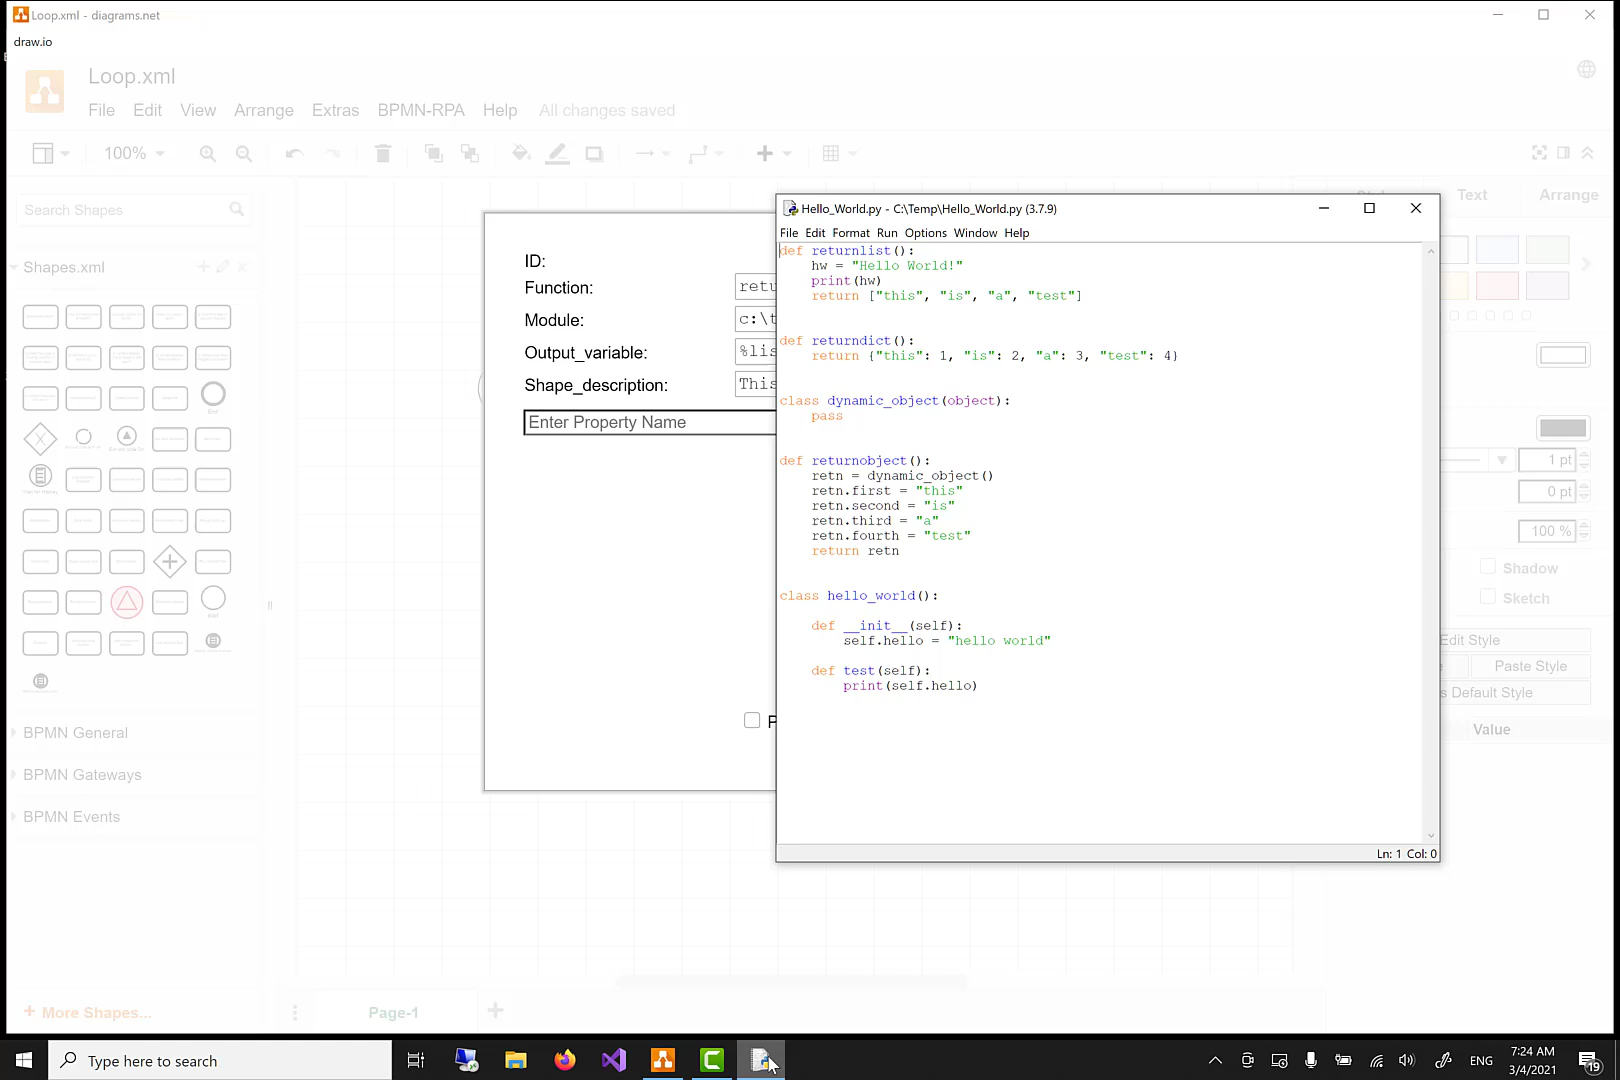 Loop.xml - diagrams.net
draw.io
Loop.xml
File Edit View Arrange Extras BPMN-RPA Help All changes saved
100%
Search Shapes
Shapes.xml
End
BPMN General
BPMN Gateways
BPMN Events
+ More Shapes...
Page-1
ID:
Function:
Module:
Output_variable:
Shape_description:
retu
c:\t
%lis
This
Enter Property Name
Hello_World.py - C:\Temp\Hello_World.py (3.7.9)
File Edit Format Run Options Window Help
def returnlist():
    hw = "Hello World!"
    print(hw)
    return ["this", "is", "a", "test"]
def returndict():
    return {"this": 1, "is": 2, "a": 3, "test": 4}
class dynamic_object(object):
    pass
def returnobject():
    retn = dynamic_object()
    retn.first = "this"
    retn.second = "is"
    retn.third = "a"
    retn.fourth = "test"
    return retn
class hello_world():
    def __init__(self):
        self.hello = "hello world"
    def test(self):
        print(self.hello)
Ln: 1 Col: 0
Text Arrange
1 pt
0 pt
100 %
Shadow
Sketch
Edit Style
Paste Style
s Default Style
Value
Type here to search
ENG
7:24 AM
3/4/2021
19